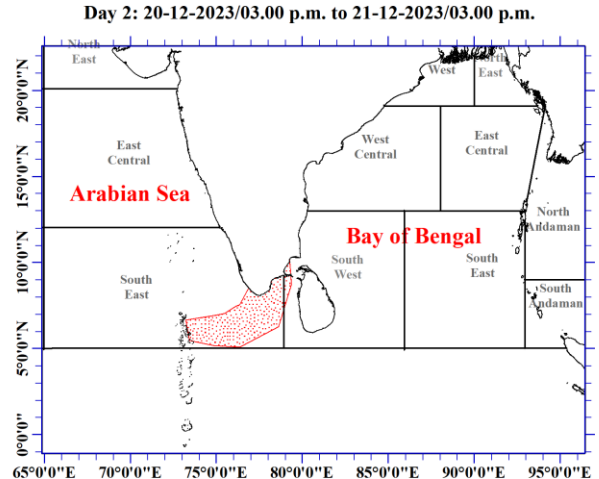 Day 2: 20-12-2023/03.00 p.m. to 21-12-2023/03.00 p.m.
North
East
West
North
East
East
Central
West
Central
East
Central
Arabian Sea
Bay of Bengal
North
Andaman
South
East
South
West
South
East
South
Andaman
20°0'0"N
15°0'0"N
10°0'0"N
5°0'0"N
0°0'0"
65°0'0"E 70°0'0"E 75°0'0"E 80°0'0"E 85°0'0"E 90°0'0"E 95°0'0"E